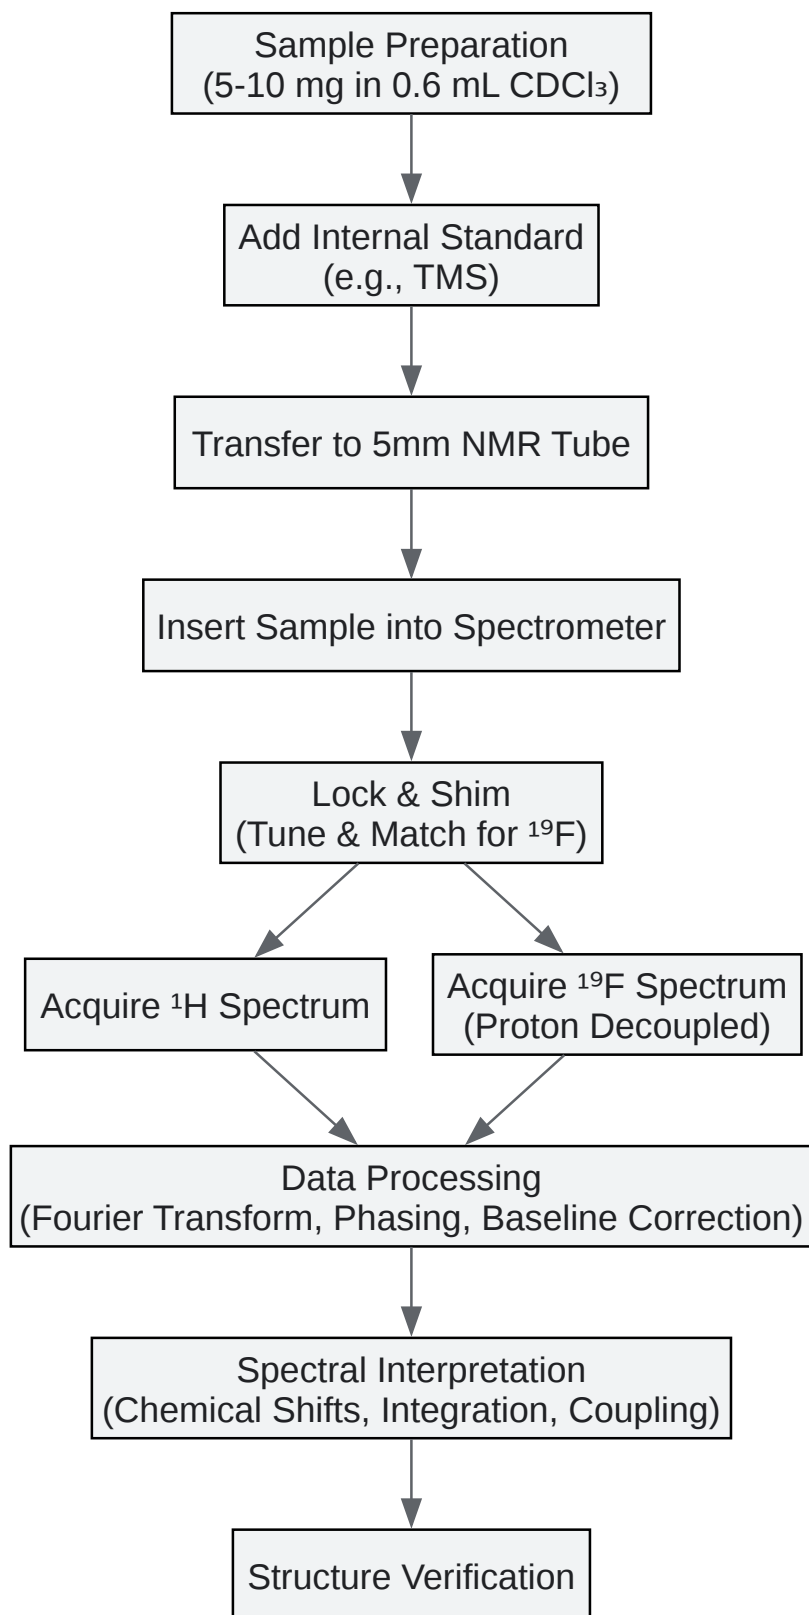 Sample Preparation
(5-10 mg in 0.6 mL CDCl₃)
Add Internal Standard
(e.g., TMS)
Transfer to 5mm NMR Tube
Insert Sample into Spectrometer
Lock & Shim
(Tune & Match for ¹⁹F)
Acquire ¹H Spectrum
Acquire ¹⁹F Spectrum
(Proton Decoupled)
Data Processing
(Fourier Transform, Phasing, Baseline Correction)
Spectral Interpretation
(Chemical Shifts, Integration, Coupling)
Structure Verification